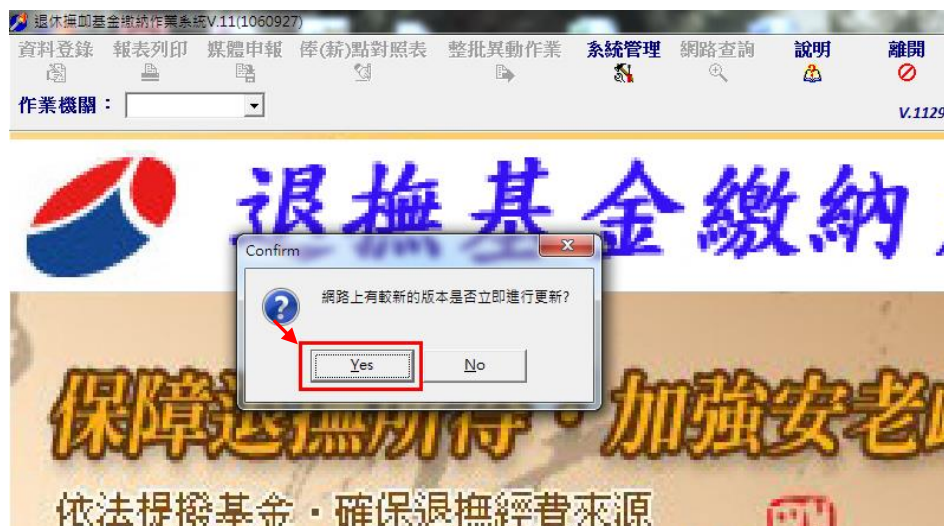 退休撫卹基金繳納作業系統V.11(1060927)
資料登錄 報表列印 媒體申報 俸(薪)點對照表 整批異動作業 系統管理 網路查詢 說明 離開
作業機關：
V.1129
退撫基金繳納
Confirm
網路上有較新的版本是否立即進行更新?
Yes No
保障退撫所得・加強安老
依法提撥基金・確保退撫經費來源